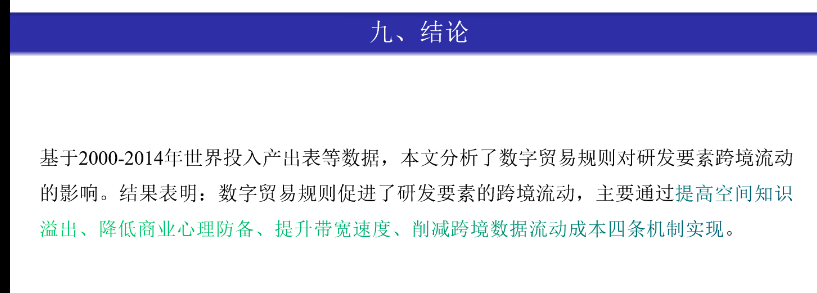 九、结论
基于2000-2014年世界投入产出表等数据，本文分析了数字贸易规则对研发要素跨境流动
的影响。结果表明：数字贸易规则促进了研发要素的跨境流动，主要通过提高空间知识
溢出、降低商业心理防备、提升带宽速度、削减跨境数据流动成本四条机制实现。